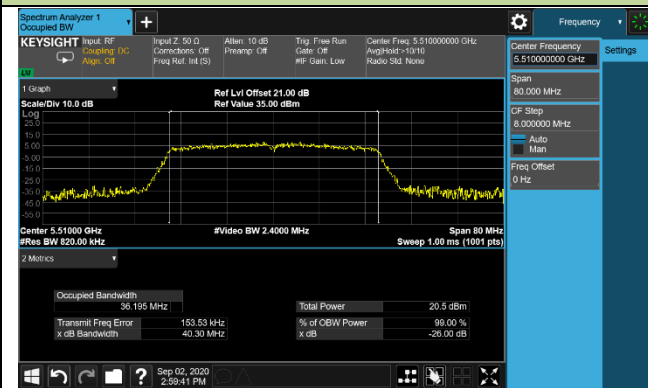 Spectrum Analyzer 1
Occupied BW
+
Frequency
KEYSIGHT
Input: RF
Coupling: DC
Align: Off
Input Z: 50 Ω
Corrections: Off
Freq Ref: Int (S)
Atten: 10 dB
Preamp: Off
Trig: Free Run
Gate: Off
#IF Gain: Low
Center Freq: 5.510000000 GHz
Avg|Hold:>10/10
Radio Std: None
Center Frequency
5.510000000 GHz
Settings
Span
80.000 MHz
CF Step
8.000000 MHz
Auto
Man
Freq Offset
0 Hz
1 Graph
Scale/Div 10.0 dB
Ref Lvl Offset 21.00 dB
Ref Value 35.00 dBm
Log
25.0
15.0
5.00
-5.00
-15.0
-25.0
-35.0
-45.0
-55.0
Center 5.51000 GHz
#Res BW 820.00 kHz
#Video BW 2.4000 MHz
Span 80 MHz
Sweep 1.00 ms (1001 pts)
2 Metrics
Occupied Bandwidth
36.195 MHz
Total Power 20.5 dBm
Transmit Freq Error 153.53 kHz
% of OBW Power 99.00 %
x dB Bandwidth 40.30 MHz
x dB -26.00 dB
?
Sep 02, 2020
2:59:41 PM